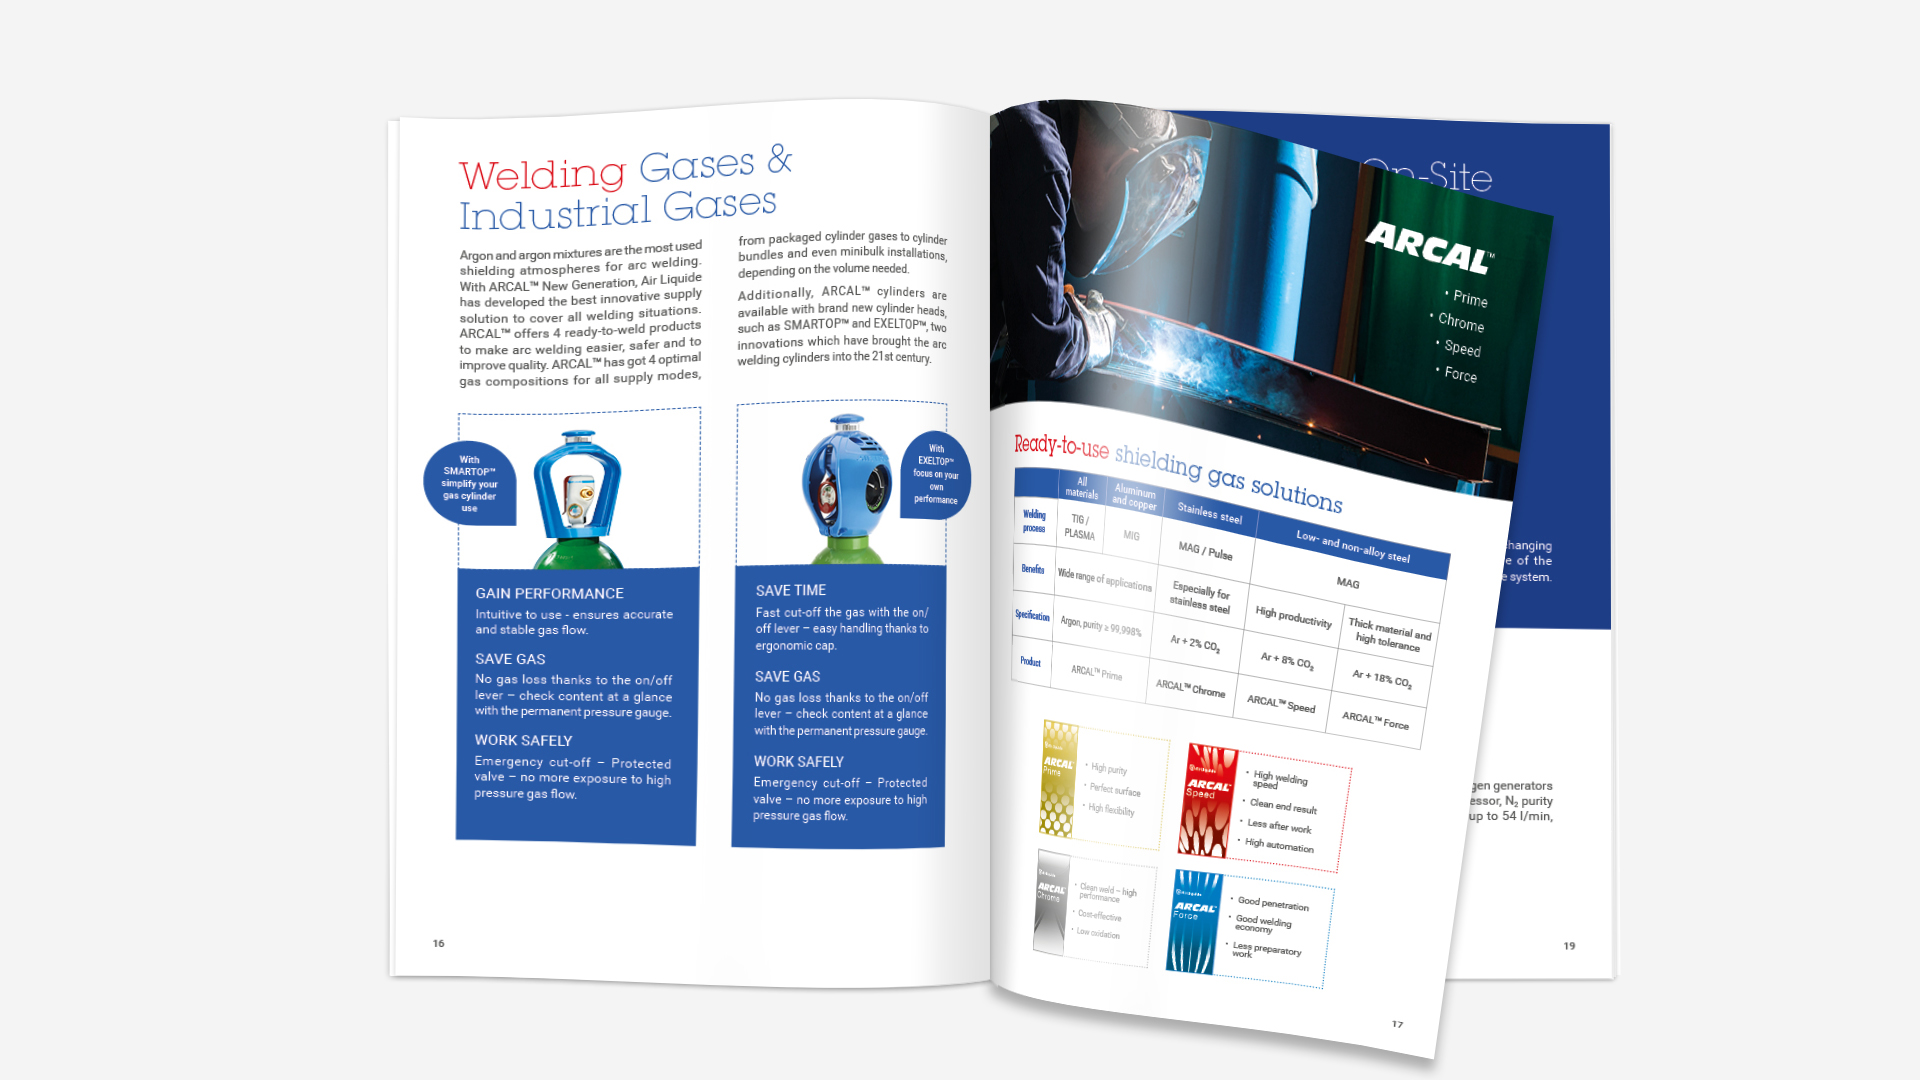 Welding Gases &
Industrial Gases
Argon and argon mixtures are the most used
shielding atmospheres for arc welding.
With ARCAL™ New Generation, Air Liquide
has developed the best innovative supply
solution to cover all welding situations.
ARCAL™ offers 4 ready-to-weld products
to make arc welding easier, safer and to
improve quality. ARCAL™ has got 4 optimal
gas compositions for all supply modes,
from packaged cylinder gases to cylinder
bundles and even minibulk installations,
depending on the volume needed.
Additionally, ARCAL™ cylinders are
available with brand new cylinder heads,
such as SMARTOP™ and EXELTOP™, two
innovations which have brought the arc
welding cylinders into the 21st century.
With
SMARTOP™
simplify your
gas cylinder
use
With
EXELTOP™
focus on your
own
performance
GAIN PERFORMANCE
Intuitive to use - ensures accurate
and stable gas flow.
SAVE GAS
No gas loss thanks to the on/off
lever – check content at a glance
with the permanent pressure gauge.
WORK SAFELY
Emergency cut-off – Protected
valve – no more exposure to high
pressure gas flow.
SAVE TIME
Fast cut-off the gas with the on/
off lever – easy handling thanks to
ergonomic cap.
SAVE GAS
No gas loss thanks to the on/off
lever – check content at a glance
with the permanent pressure gauge.
WORK SAFELY
Emergency cut-off – Protected
valve – no more exposure to high
pressure gas flow.
16
ARCAL™
• Prime
• Chrome
• Speed
• Force
Ready-to-use shielding gas solutions
All materials Aluminum and copper Stainless steel Low- and non-alloy steel
Welding process TIG / PLASMA MIG MAG / Pulse MAG
Benefits Wide range of applications Especially for stainless steel High productivity Thick material and high tolerance
Specification Argon, purity ≥ 99,998% Ar + 2% CO₂ Ar + 8% CO₂ Ar + 18% CO₂
Product ARCAL™ Prime ARCAL™ Chrome ARCAL™ Speed ARCAL™ Force
ARCAL
Prime
• High purity
• Perfect surface
• High flexibility
ARCAL™
Speed
• High welding
speed
• Clean end result
• Less after work
• High automation
ARCAL
Chrome
• Clean weld – high
performance
• Cost-effective
• Low oxidation
ARCAL™
Force
• Good penetration
• Good welding
economy
• Less preparatory
work
17
On-Site
hanging
e of the
e system.
gen generators
essor, N₂ purity
up to 54 l/min,
19